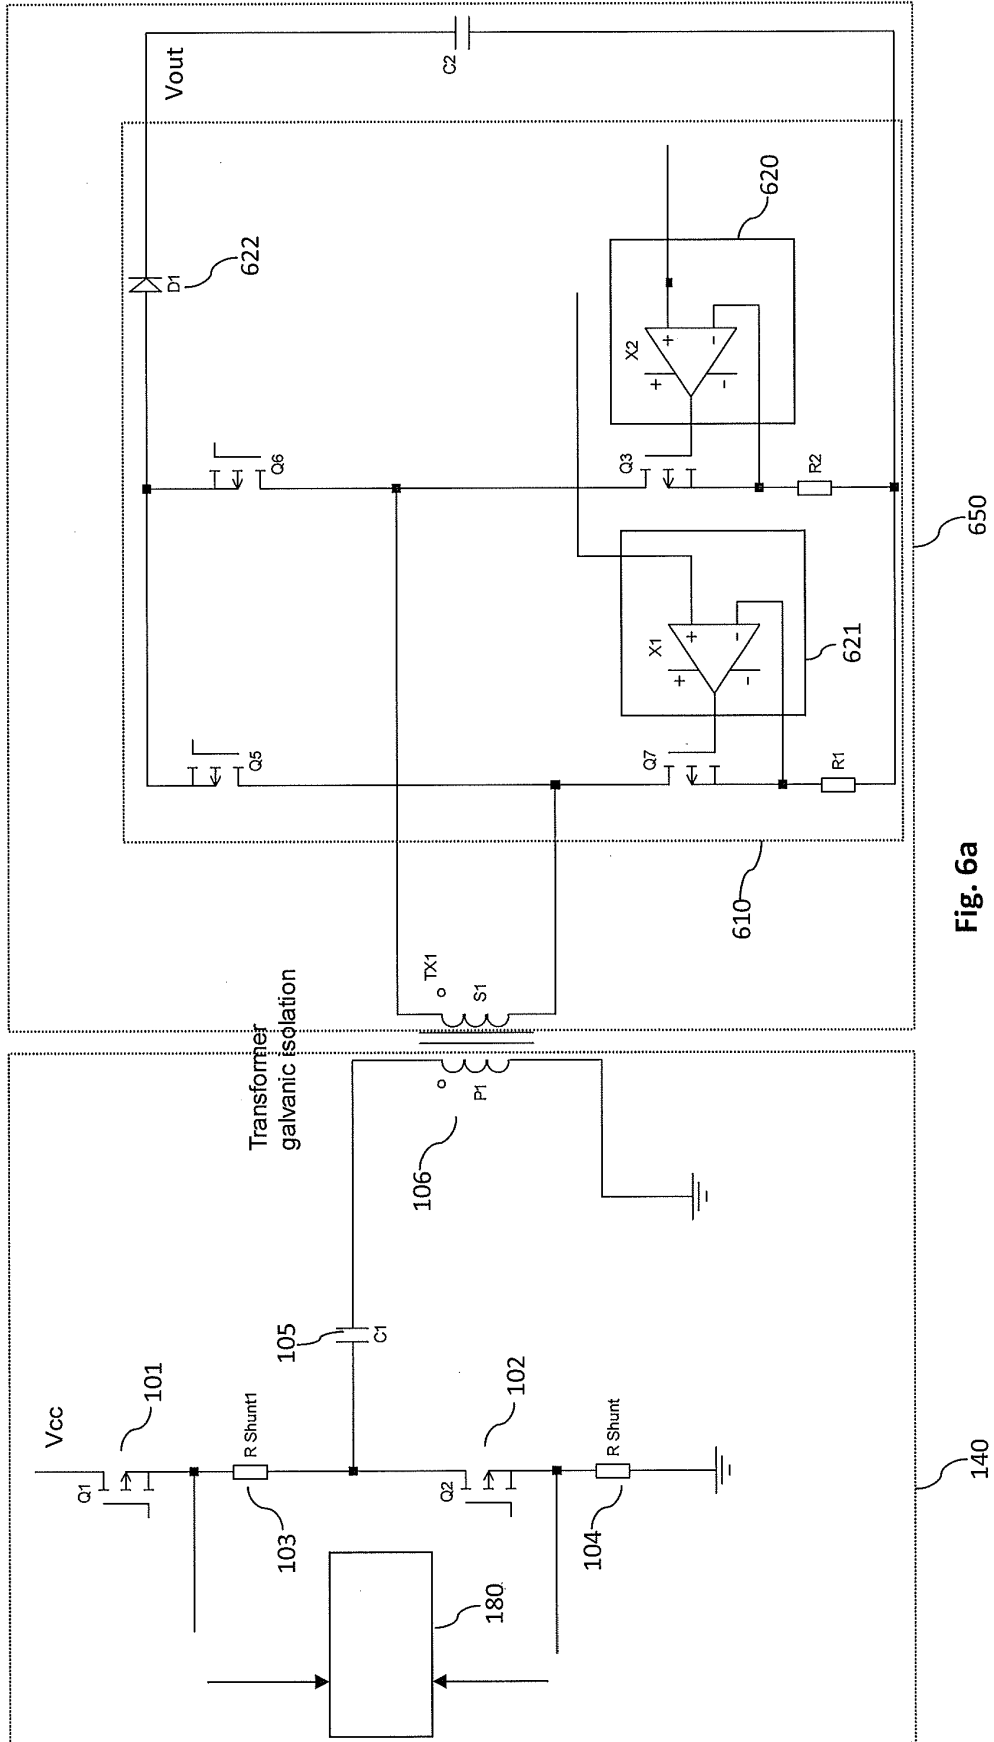 Vcc
Q1
101
R Shunt1
103
180
Q2
102
R Shunt
104
140
105
C1
Transformer
galvanic isolation
106
P1
S1
TX1
Vout
C2
D1
622
Q5
Q6
Q7
Q3
X1
+
-
+
-
621
X2
+
-
+
-
620
R1
R2
610
650
Fig. 6a